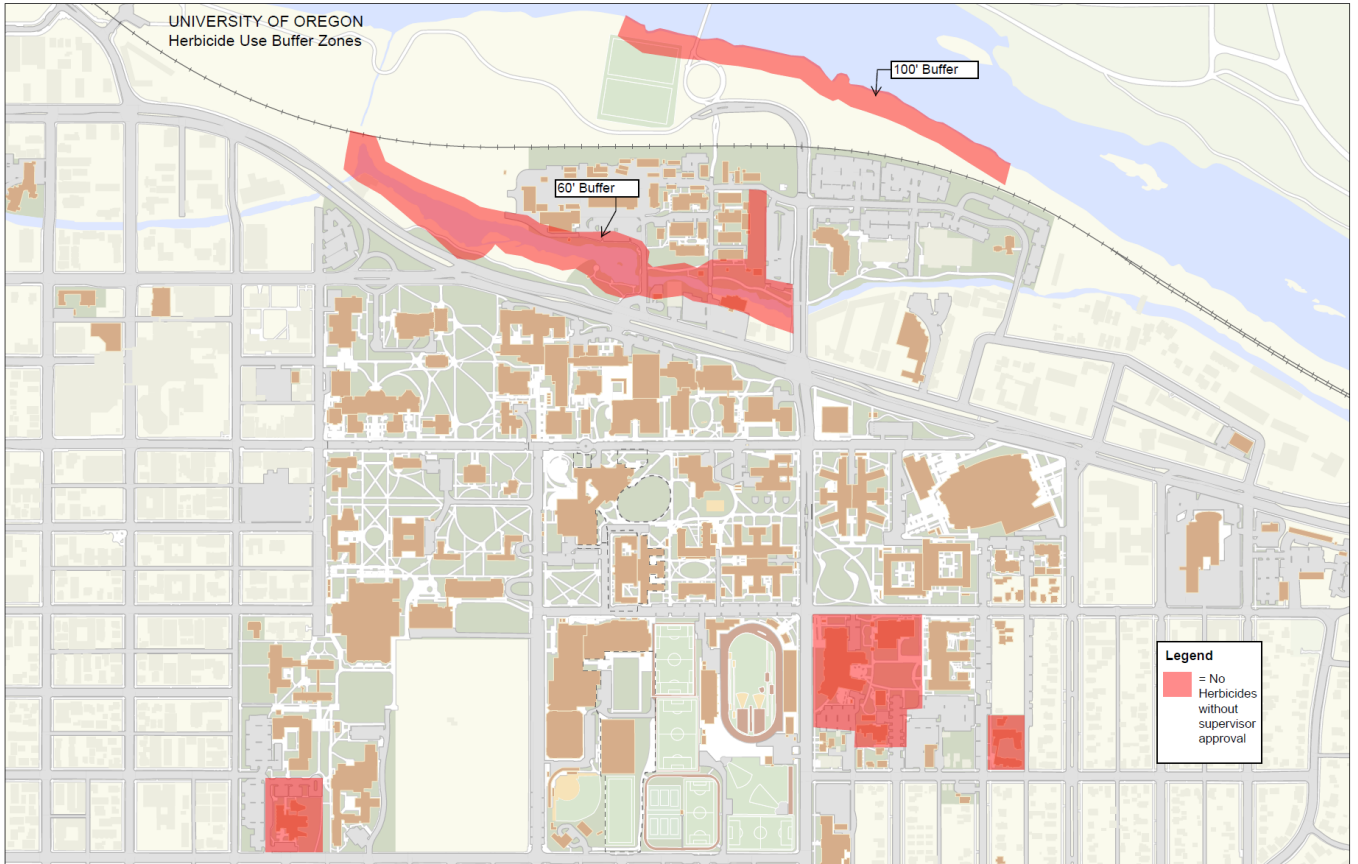 UNIVERSITY OF OREGON
Herbicide Use Buffer Zones
100' Buffer
60' Buffer
Legend
= No
Herbicides
without
supervisor
approval